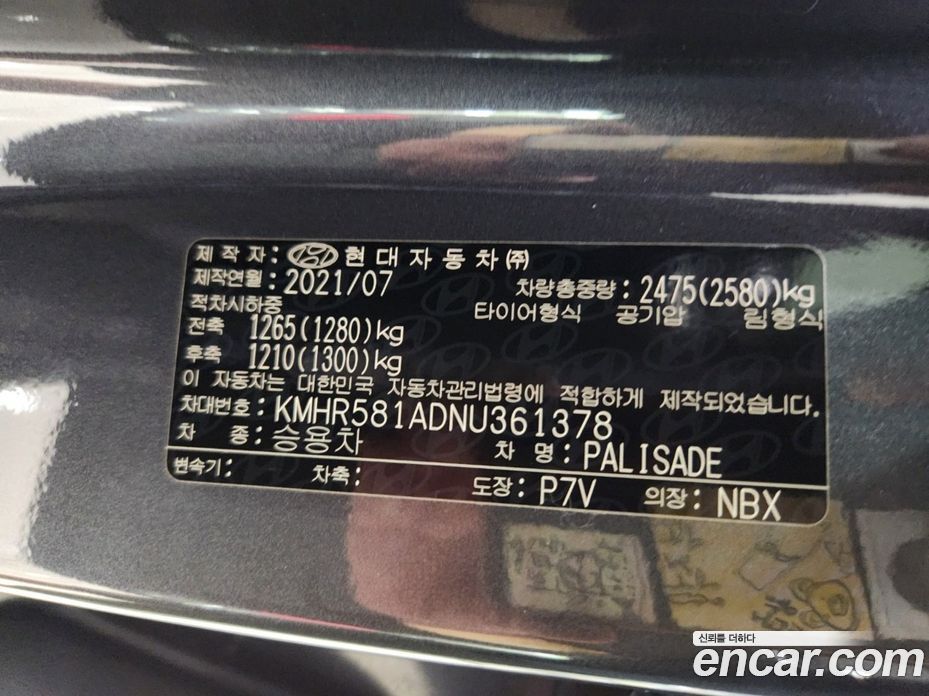 제 작 자 : 현대자동차㈜
제작연월 : 2021/07 차량총중량 : 2475(2580)kg
적차시하중 타이어형식 공기압 림형식
전축 1265(1280)kg
후축 1210(1300)kg
이 자동차는 대한민국 자동차관리법령에 적합하게 제작되었습니다.
차대번호 : KMHR581ADNU361378
차 종 : 승용차 차 명 : PALISADE
변속기 : 차축 : 도장 : P7V 의장 : NBX
신뢰를 더하다
encar.com